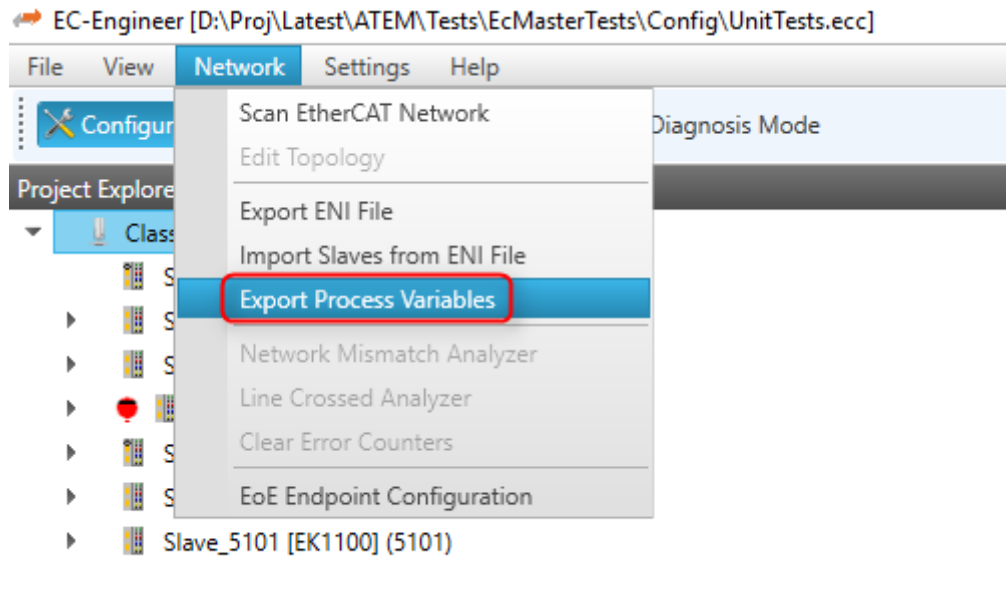 EC-Engineer [D:\Proj\Latest\ATEM\Tests\EcMasterTests\Config\UnitTests.ecc]
File View Network Settings Help
Configur
Diagnosis Mode
Project Explore
Class
S
S
S
S
S
Slave_5101 [EK1100] (5101)
Scan EtherCAT Network
Edit Topology
Export ENI File
Import Slaves from ENI File
Export Process Variables
Network Mismatch Analyzer
Line Crossed Analyzer
Clear Error Counters
EoE Endpoint Configuration